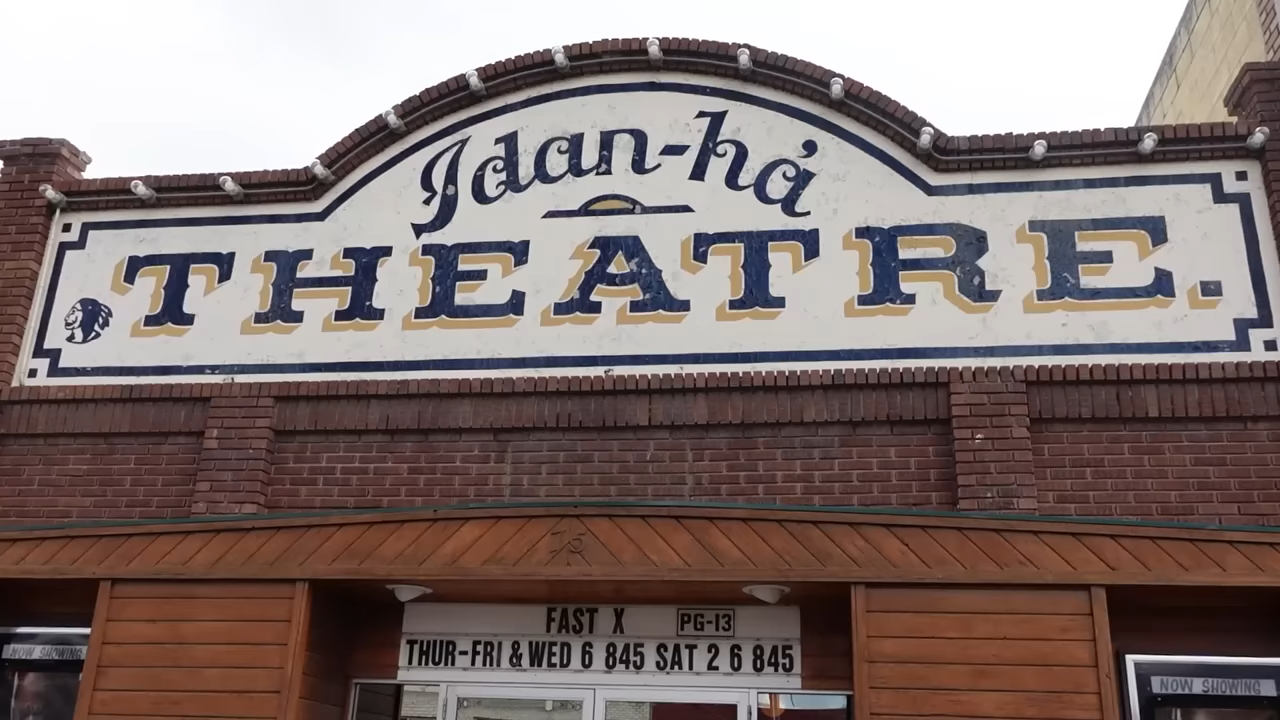 Idan-há
THEATRE.
75
FAST X PG-13
THUR-FRI & WED 6 845 SAT 2 6 845
NOW SHOWING
NOW SHOWING